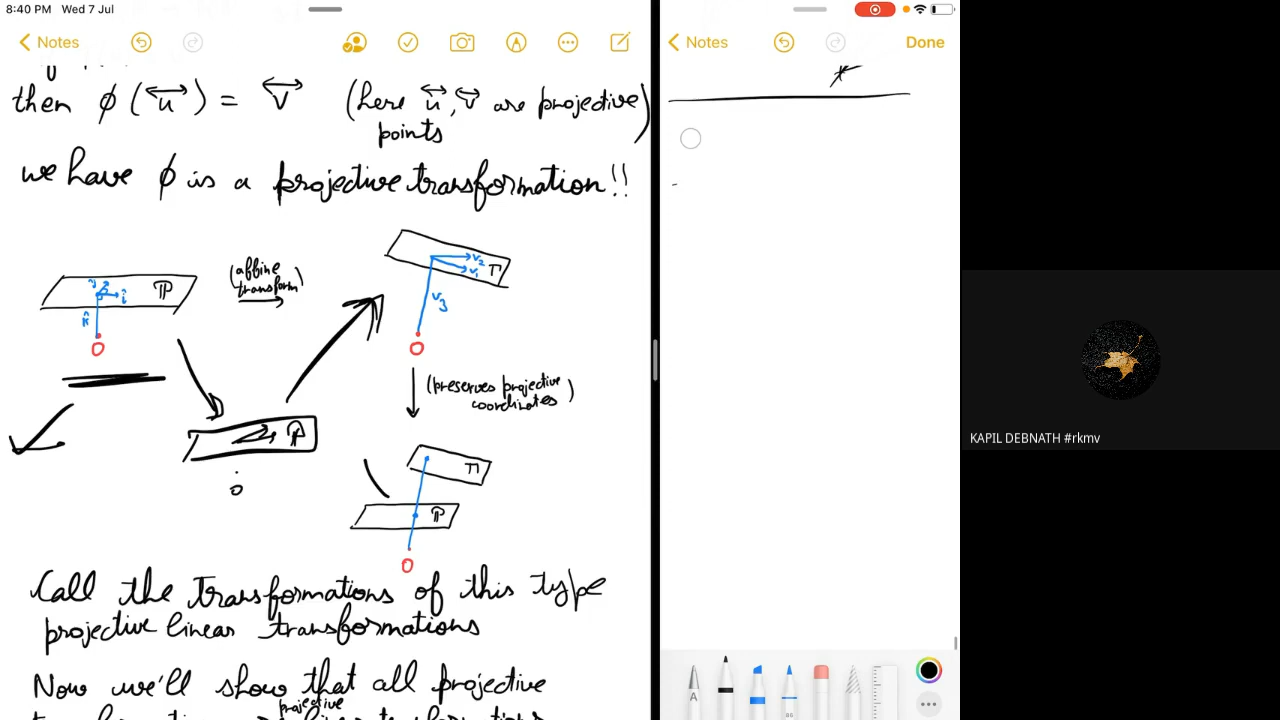 8:40 PM Wed 7 Jul
Notes
Notes
Done
then ϕ(u⃡) = v⃡ (here u⃡, v⃡ are projective points)
we have ϕ is a projective transformation!!
ĵ
î
k̂
ℙ
O
(affine transform)
v₂
v₁
v₃
Π
O
(preserves projective coordinates)
ℙ
O
Π
ℙ
O
Call the transformations of this type
projective linear transformations
Now we'll show that all projective
projective
KAPIL DEBNATH #rkmv